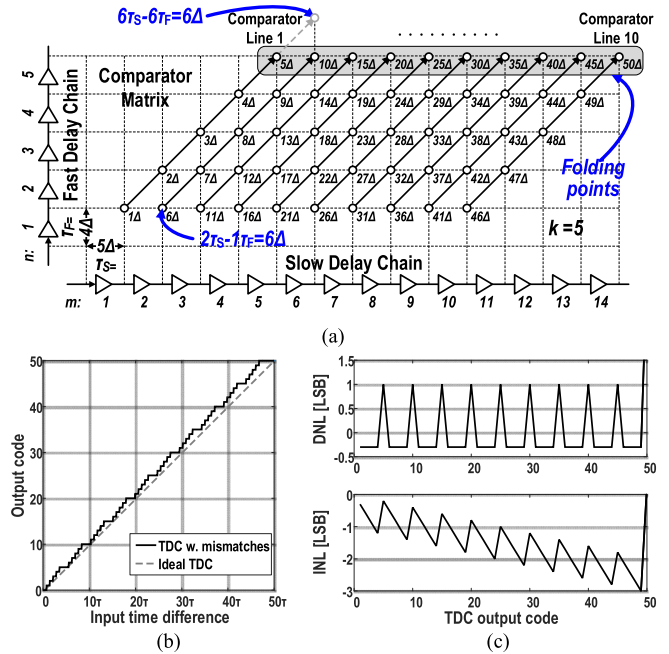 6τS-6τF=6Δ
Comparator
Line 1
. . . . . . . . . .
Comparator
Line 10
Comparator
Matrix
5Δ 10Δ 15Δ 20Δ 25Δ 30Δ 35Δ 40Δ 45Δ 50Δ
4Δ 9Δ 14Δ 19Δ 24Δ 29Δ 34Δ 39Δ 44Δ 49Δ
3Δ 8Δ 13Δ 18Δ 23Δ 28Δ 33Δ 38Δ 43Δ 48Δ
2Δ 7Δ 12Δ 17Δ 22Δ 27Δ 32Δ 37Δ 42Δ 47Δ
1Δ 6Δ 11Δ 16Δ 21Δ 26Δ 31Δ 36Δ 41Δ 46Δ
Folding
points
k=5
2τS-1τF=6Δ
Fast Delay Chain
n: 1 2 3 4 5
τF=
4Δ
5Δ
τS=
Slow Delay Chain
m: 1 2 3 4 5 6 7 8 9 10 11 12 13 14
(a)
50
40
30
20
10
0
Output code
TDC w. mismatches
Ideal TDC
0 10τ 20τ 30τ 40τ 50τ
Input time difference
(b)
1.5
1
0.5
0
-0.5
DNL [LSB]
0 10 20 30 40 50
0
-1
-2
-3
INL [LSB]
0 10 20 30 40 50
TDC output code
(c)